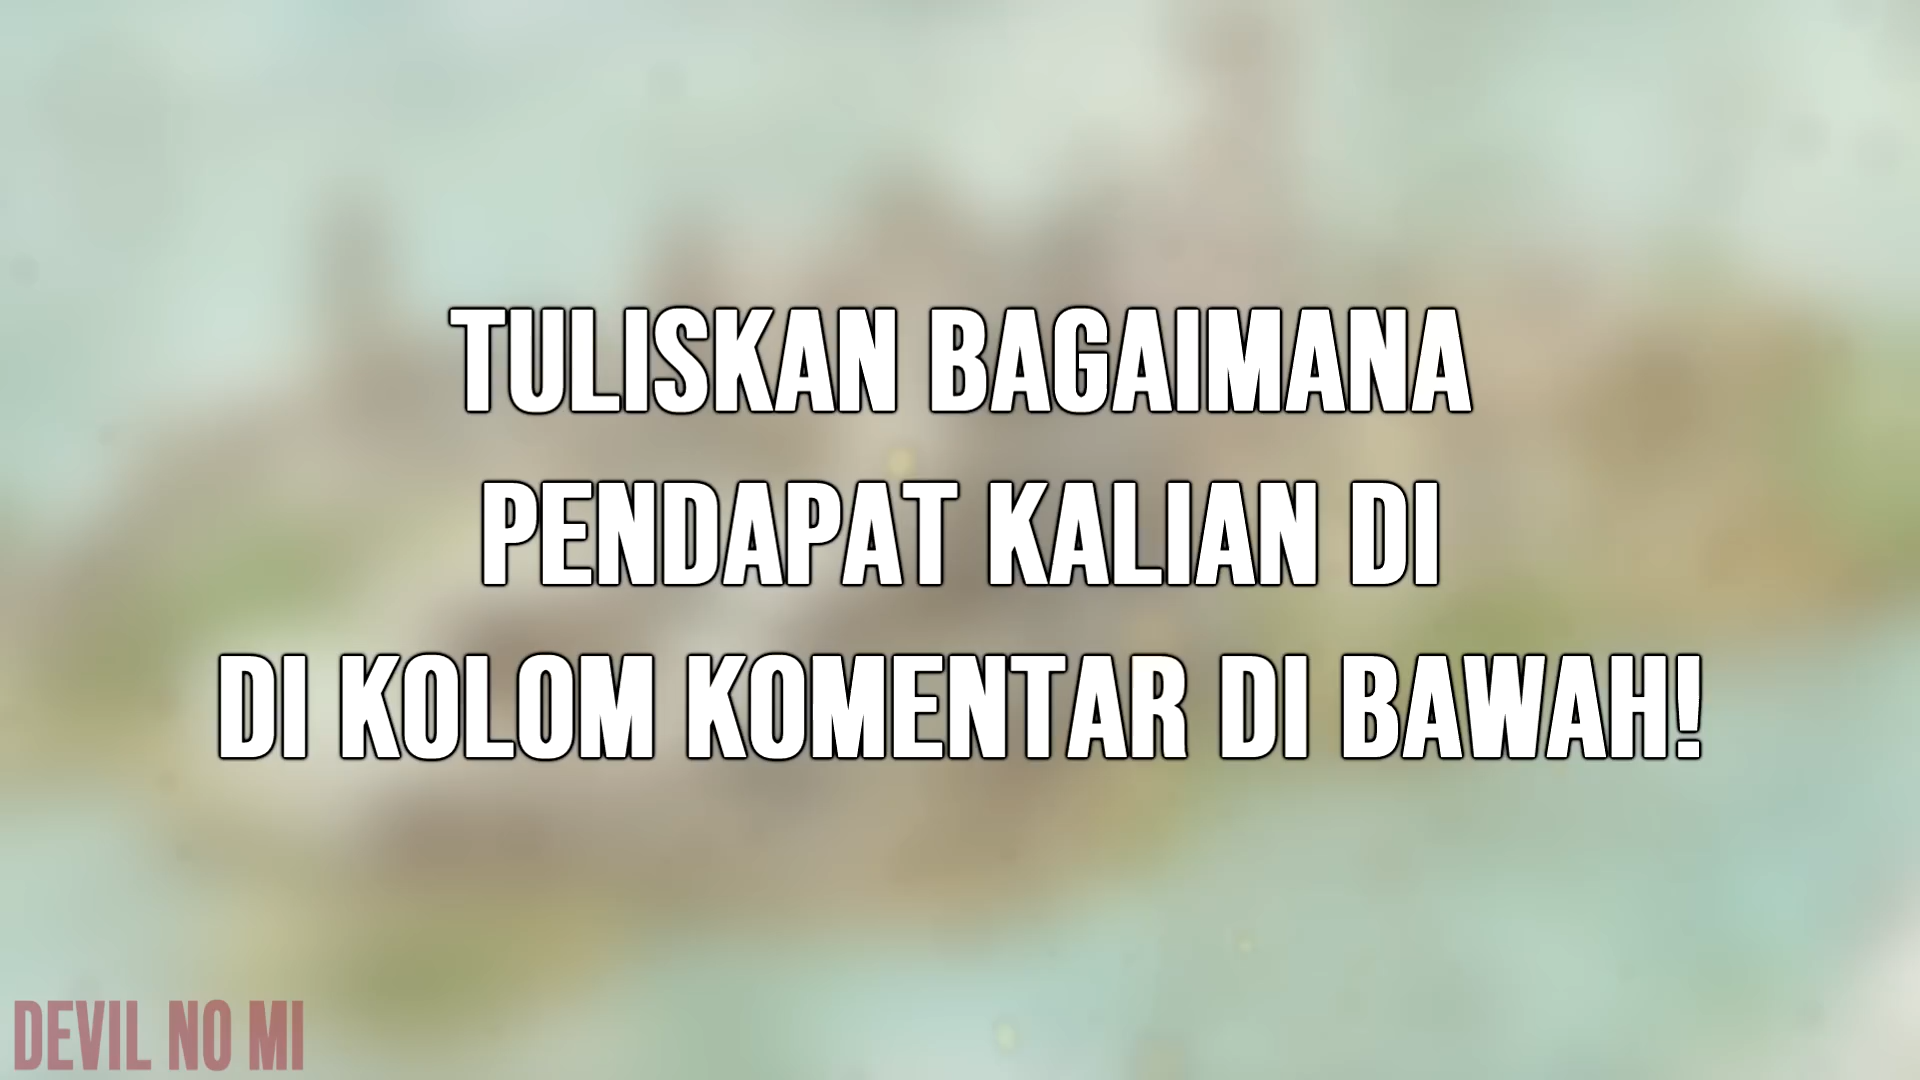 TULISKAN BAGAIMANA
PENDAPAT KALIAN DI
DI KOLOM KOMENTAR DI BAWAH!
DEVIL NO MI